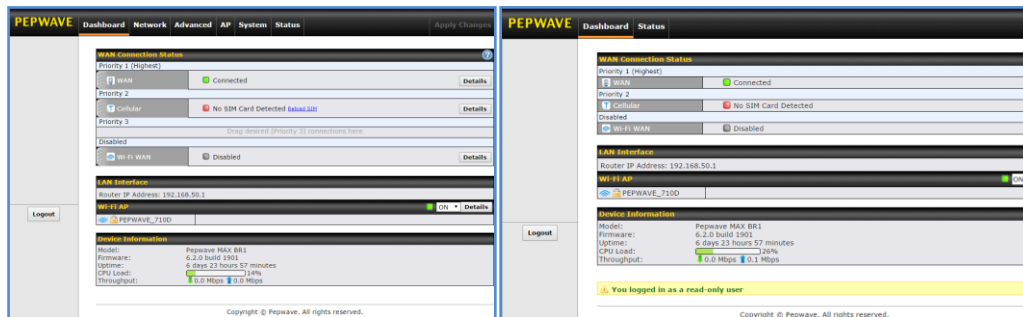 PEPWAVE
Dashboard Network Advanced AP System Status Apply Changes
WAN Connection Status
Priority 1 (Highest)
WAN Connected Details
Priority 2
Cellular No SIM Card Detected Reload SIM Details
Priority 3
Drag desired (Priority 3) connections here
Disabled
Wi-Fi WAN Disabled Details
LAN Interface
Router IP Address: 192.168.50.1
Wi-Fi AP ON Details
PEPWAVE_710D
Logout
Device Information
Model: Pepwave MAX BR1
Firmware: 6.2.0 build 1901
Uptime: 6 days 23 hours 57 minutes
CPU Load: 14%
Throughput: 0.0 Mbps 0.0 Mbps
Copyright © Pepwave. All rights reserved.
PEPWAVE
Dashboard Status
WAN Connection Status
Priority 1 (Highest)
WAN Connected
Priority 2
Cellular No SIM Card Detected
Disabled
Wi-Fi WAN Disabled
LAN Interface
Router IP Address: 192.168.50.1
Wi-Fi AP ON
PEPWAVE_710D
Device Information
Logout
Model: Pepwave MAX BR1
Firmware: 6.2.0 build 1901
Uptime: 6 days 23 hours 57 minutes
CPU Load: 26%
Throughput: 0.0 Mbps 0.1 Mbps
You logged in as a read-only user
Copyright © Pepwave. All rights reserved.